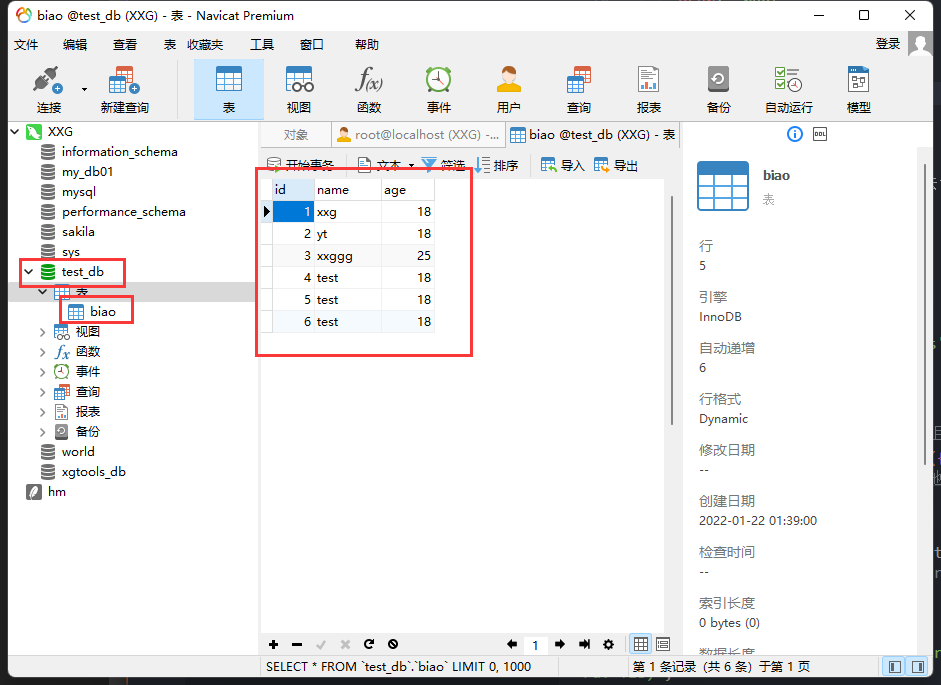 biao @test_db (XXG) - 表 - Navicat Premium
文件 编辑 查看 表 收藏夹 工具 窗口 帮助 登录
连接 新建查询 表 视图 函数 事件 用户 查询 报表 备份 自动运行 模型
XXG
information_schema
my_db01
mysql
performance_schema
sakila
sys
test_db
表
biao
视图
函数
事件
查询
报表
备份
world
xgtools_db
hm
对象 root@localhost (XXG) -... biao @test_db (XXG) - 表
开始事务 文本 筛选 排序 导入 导出
id name age
1 xxg 18
2 yt 18
3 xxggg 25
4 test 18
5 test 18
6 test 18
DDL
biao
表
行
5
引擎
InnoDB
自动递增
6
行格式
Dynamic
修改日期
--
创建日期
2022-01-22 01:39:00
检查时间
--
索引长度
0 bytes (0)
数据长度
1
SELECT * FROM `test_db`.`biao` LIMIT 0, 1000 第 1 条记录 (共 6 条) 于第 1 页